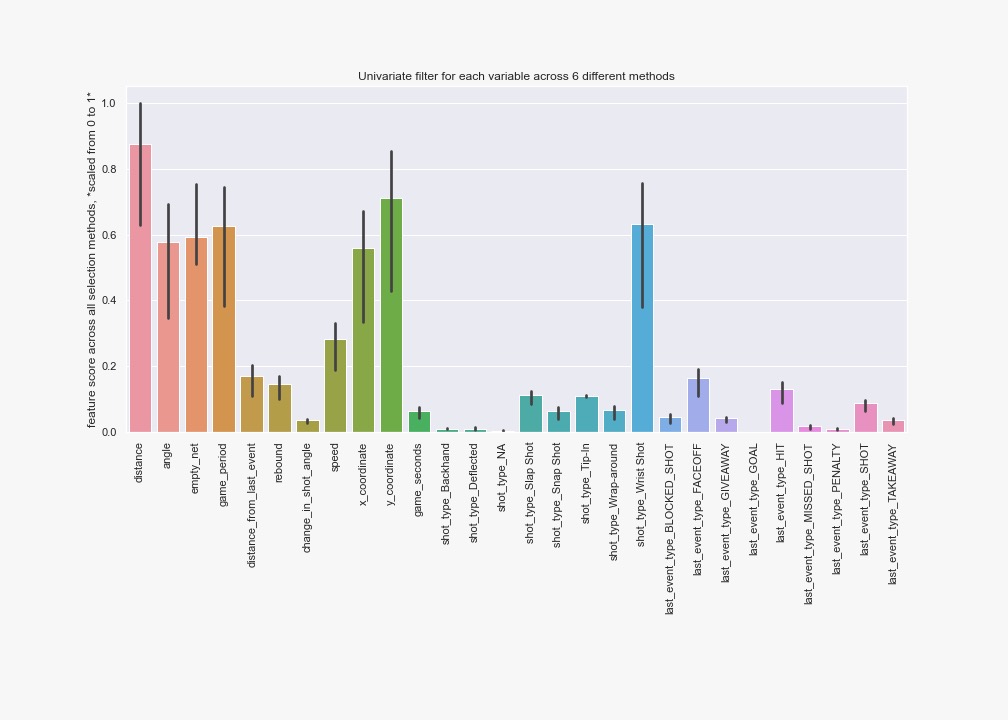 Univariate filter for each variable across 6 different methods
feature score across all selection methods, *scaled from 0 to 1*
1.0
0.8
0.6
0.4
0.2
0.0
distance
angle
empty_net
game_period
distance_from_last_event
rebound
change_in_shot_angle
speed
x_coordinate
y_coordinate
game_seconds
shot_type_Backhand
shot_type_Deflected
shot_type_NA
shot_type_Slap Shot
shot_type_Snap Shot
shot_type_Tip-In
shot_type_Wrap-around
shot_type_Wrist Shot
last_event_type_BLOCKED_SHOT
last_event_type_FACEOFF
last_event_type_GIVEAWAY
last_event_type_GOAL
last_event_type_HIT
last_event_type_MISSED_SHOT
last_event_type_PENALTY
last_event_type_SHOT
last_event_type_TAKEAWAY